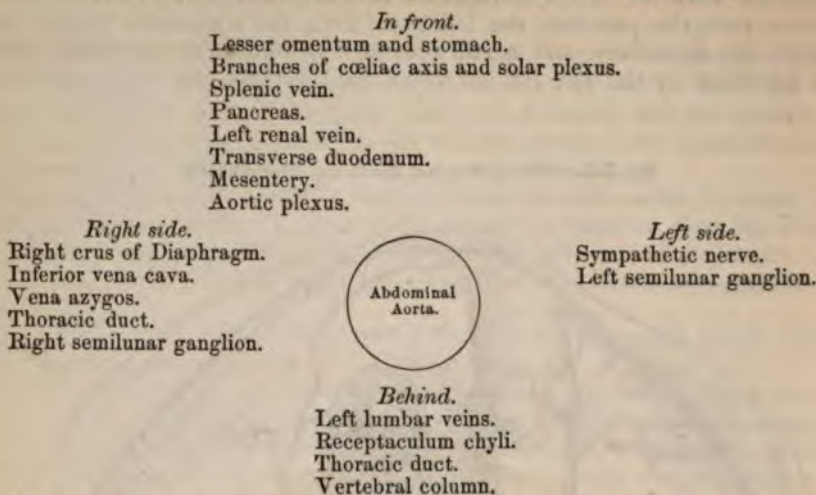 In front.
Lesser omentum and stomach.
Branches of cœliac axis and solar plexus.
Splenic vein.
Pancreas.
Left renal vein.
Transverse duodenum.
Mesentery.
Aortic plexus.
Right side.
Right crus of Diaphragm.
Inferior vena cava.
Vena azygos.
Thoracic duct.
Right semilunar ganglion.
Abdominal
Aorta.
Left side.
Sympathetic nerve.
Left semilunar ganglion.
Behind.
Left lumbar veins.
Receptaculum chyli.
Thoracic duct.
Vertebral column.